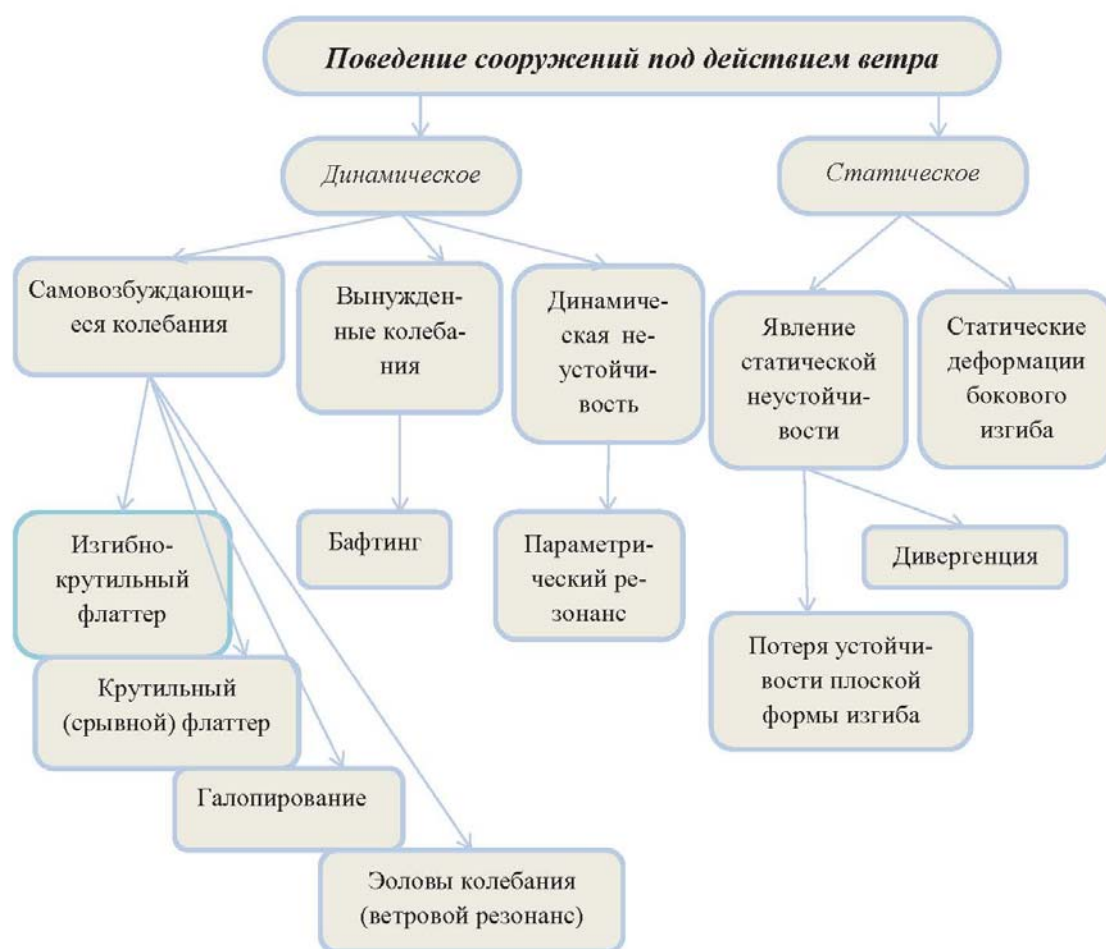 Поведение сооружений под действием ветра
Динамическое
Статическое
Самовозбуждающи-
еся колебания
Вынужден-
ные колеба-
ния
Динамиче-
ская не-
устойчи-
вость
Явление
статической
неустойчи-
вости
Статические
деформации
бокового
изгиба
Изгибно-
крутильный
флаттер
Бафтинг
Параметри-
ческий ре-
зонанс
Дивергенция
Крутильный
(срывной) флаттер
Потеря устойчи-
вости плоской
формы изгиба
Галопирование
Эоловы колебания
(ветровой резонанс)